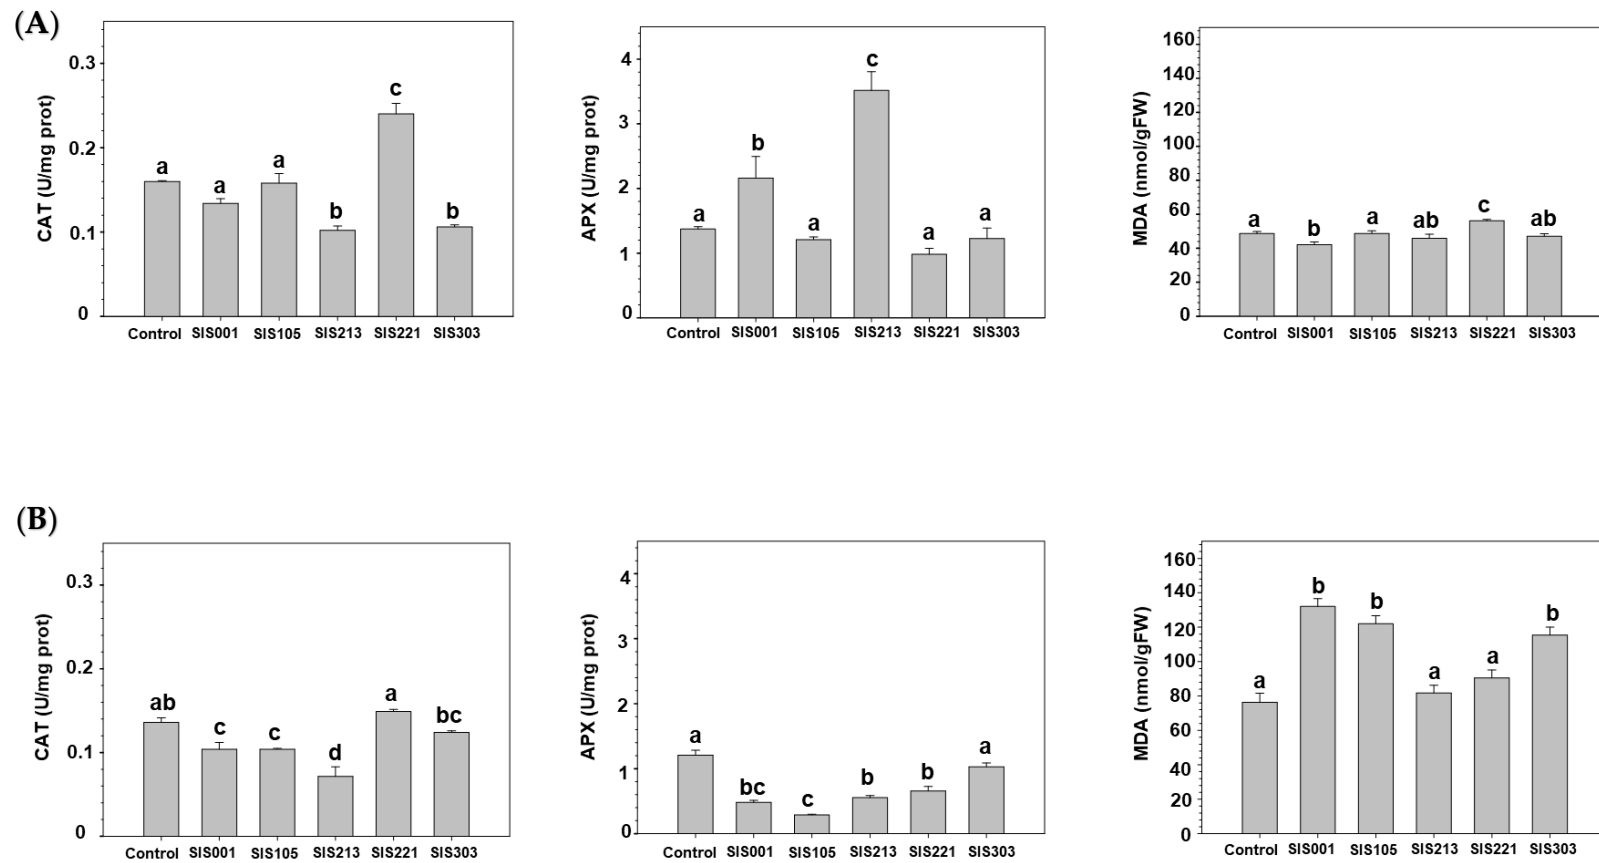 (A)
CAT (U/mg prot)
0.3
0.2
0.1
0
a
a
a
b
c
b
Control SIS001 SIS105 SIS213 SIS221 SIS303
APX (U/mg prot)
4
3
2
1
0
a
b
a
c
a
a
Control SIS001 SIS105 SIS213 SIS221 SIS303
MDA (nmol/gFW)
160
140
120
100
80
60
40
20
0
a
b
a
ab
c
ab
Control SIS001 SIS105 SIS213 SIS221 SIS303
(B)
CAT (U/mg prot)
0.3
0.2
0.1
0
ab
c
c
d
a
bc
Control SIS001 SIS105 SIS213 SIS221 SIS303
APX (U/mg prot)
4
3
2
1
0
a
bc
c
b
b
a
Control SIS001 SIS105 SIS213 SIS221 SIS303
MDA (nmol/gFW)
160
140
120
100
80
60
40
20
0
a
b
b
a
a
b
Control SIS001 SIS105 SIS213 SIS221 SIS303